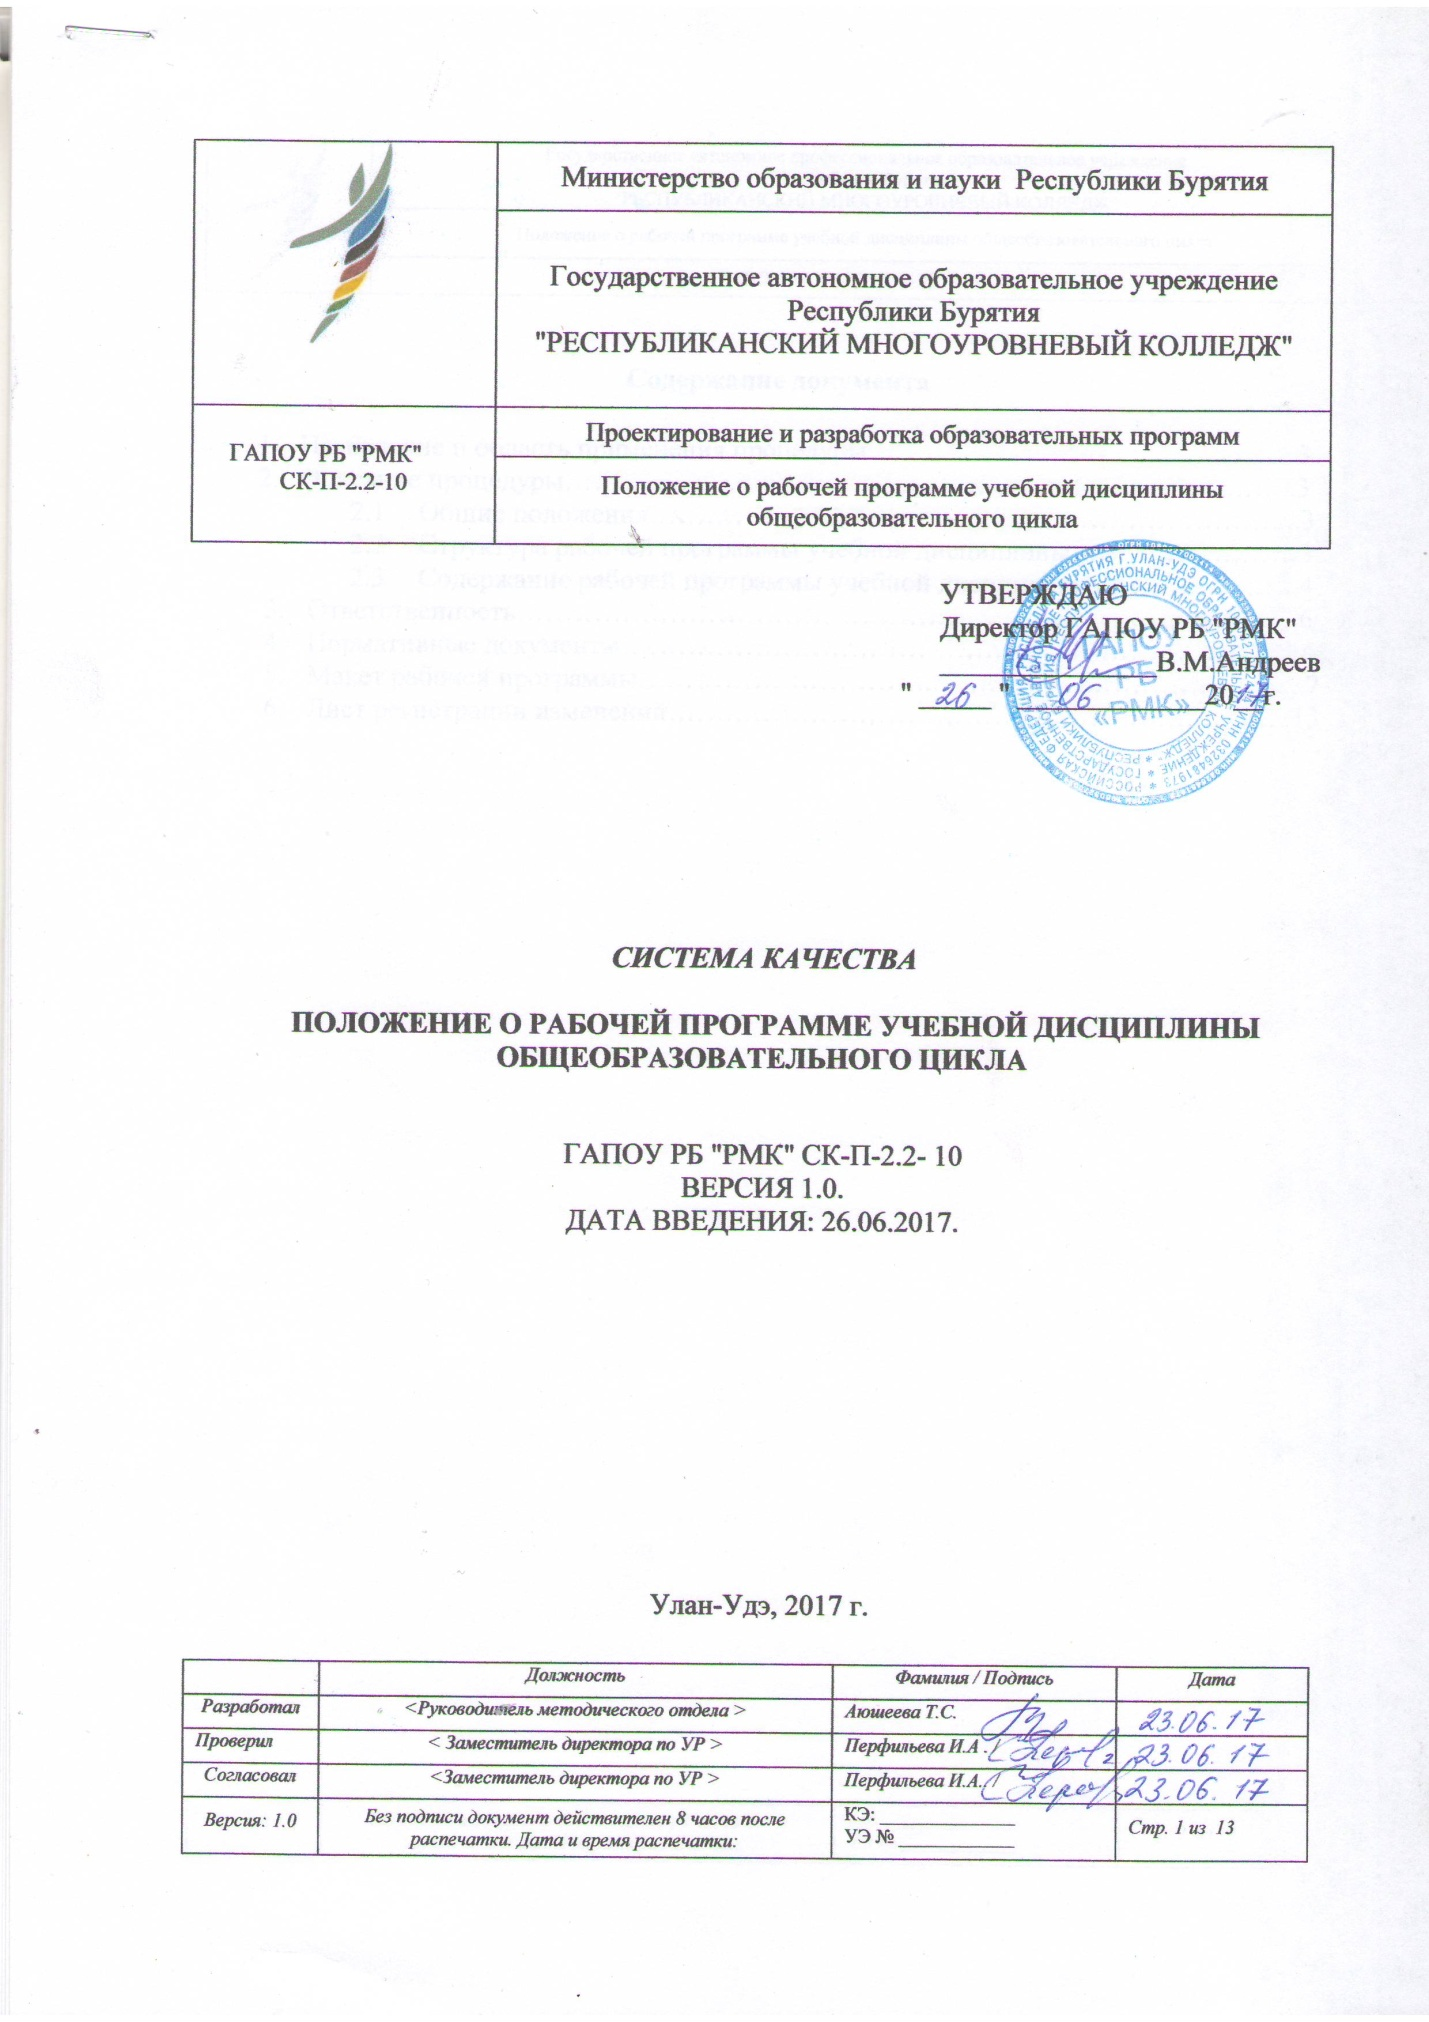 Министерство образования и науки Республики Бурятия
Государственное автономное образовательное учреждение
Республики Бурятия
"РЕСПУБЛИКАНСКИЙ МНОГОУРОВНЕВЫЙ КОЛЛЕДЖ"
ГАПОУ РБ "РМК"
СК-П-2.2-10
Проектирование и разработка образовательных программ
Положение о рабочей программе учебной дисциплины
общеобразовательного цикла
УТВЕРЖДАЮ
Директор ГАПОУ РБ "РМК"
В.М.Андреев
" 26 " 06 2017г.
ГАПОУ
РБ
«РМК»
СИСТЕМА КАЧЕСТВА
ПОЛОЖЕНИЕ О РАБОЧЕЙ ПРОГРАММЕ УЧЕБНОЙ ДИСЦИПЛИНЫ
ОБЩЕОБРАЗОВАТЕЛЬНОГО ЦИКЛА
ГАПОУ РБ "РМК" СК-П-2.2- 10
ВЕРСИЯ 1.0.
ДАТА ВВЕДЕНИЯ: 26.06.2017.
Улан-Удэ, 2017 г.
Должность Фамилия / Подпись Дата
Разработал <Руководитель методического отдела > Аюшеева Т.С. 23.06.17
Проверил < Заместитель директора по УР > Перфильева И.А . 23.06.17
Согласовал <Заместитель директора по УР > Перфильева И.А. 23.06.17
Версия: 1.0
Без подписи документ действителен 8 часов после
распечатки. Дата и время распечатки:
КЭ: ______________
УЭ № ____________
Стр. 1 из 13